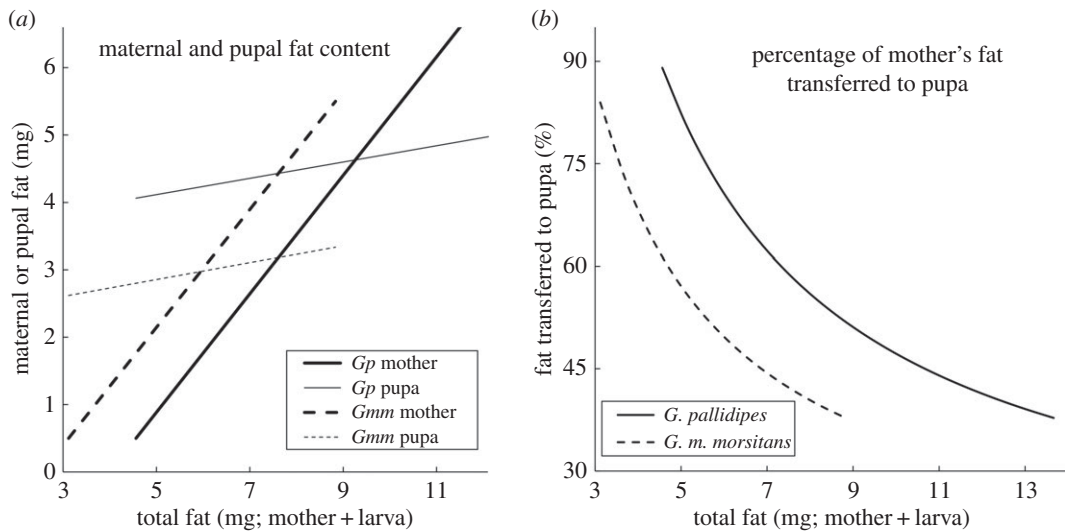 (a)
maternal and pupal fat content
maternal or pupal fat (mg)
6
5
4
3
2
1
0
Gp mother
Gp pupa
Gmm mother
Gmm pupa
3 5 7 9 11
total fat (mg; mother + larva)
(b)
percentage of mother's fat
transferred to pupa
fat transferred to pupa (%)
90
75
60
45
30
G. pallidipes
G. m. morsitans
3 5 7 9 11 13
total fat (mg; mother + larva)